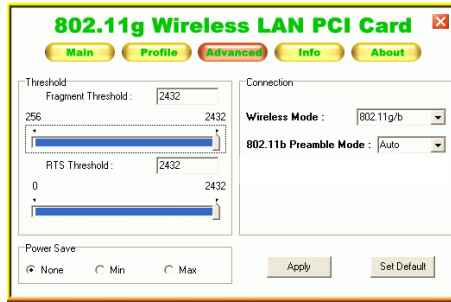 802.11g Wireless LAN PCI Card
Main Profile Advanced Info About
Threshold
Fragment Threshold : 2432
256 2432
RTS Threshold : 2432
0 2432
Connection
Wireless Mode : 802.11g/b
802.11b Preamble Mode : Auto
Power Save
None Min Max
Apply Set Default